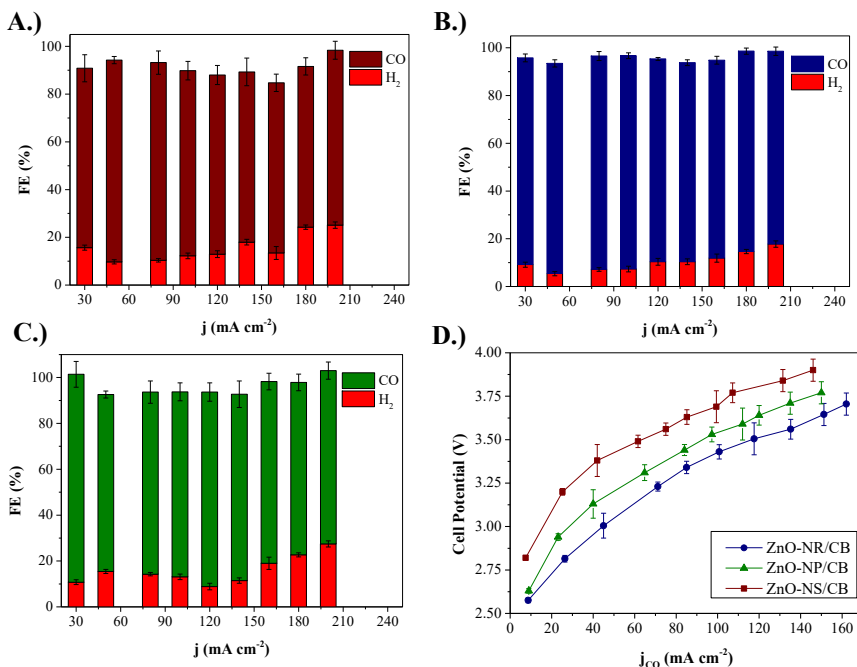 A.)
100
80
60
40
20
0
FE (%)
CO
H₂
30 60 90 120 150 180 210 240
j (mA cm⁻²)
B.)
100
80
60
40
20
0
FE (%)
CO
H₂
30 60 90 120 150 180 210 240
j (mA cm⁻²)
C.)
100
80
60
40
20
0
FE (%)
CO
H₂
30 60 90 120 150 180 210 240
j (mA cm⁻²)
D.)
4.00
3.75
3.50
3.25
3.00
2.75
2.50
Cell Potential (V)
ZnO-NR/CB
ZnO-NP/CB
ZnO-NS/CB
0 20 40 60 80 100 120 140 160
j_CO (mA cm⁻²)